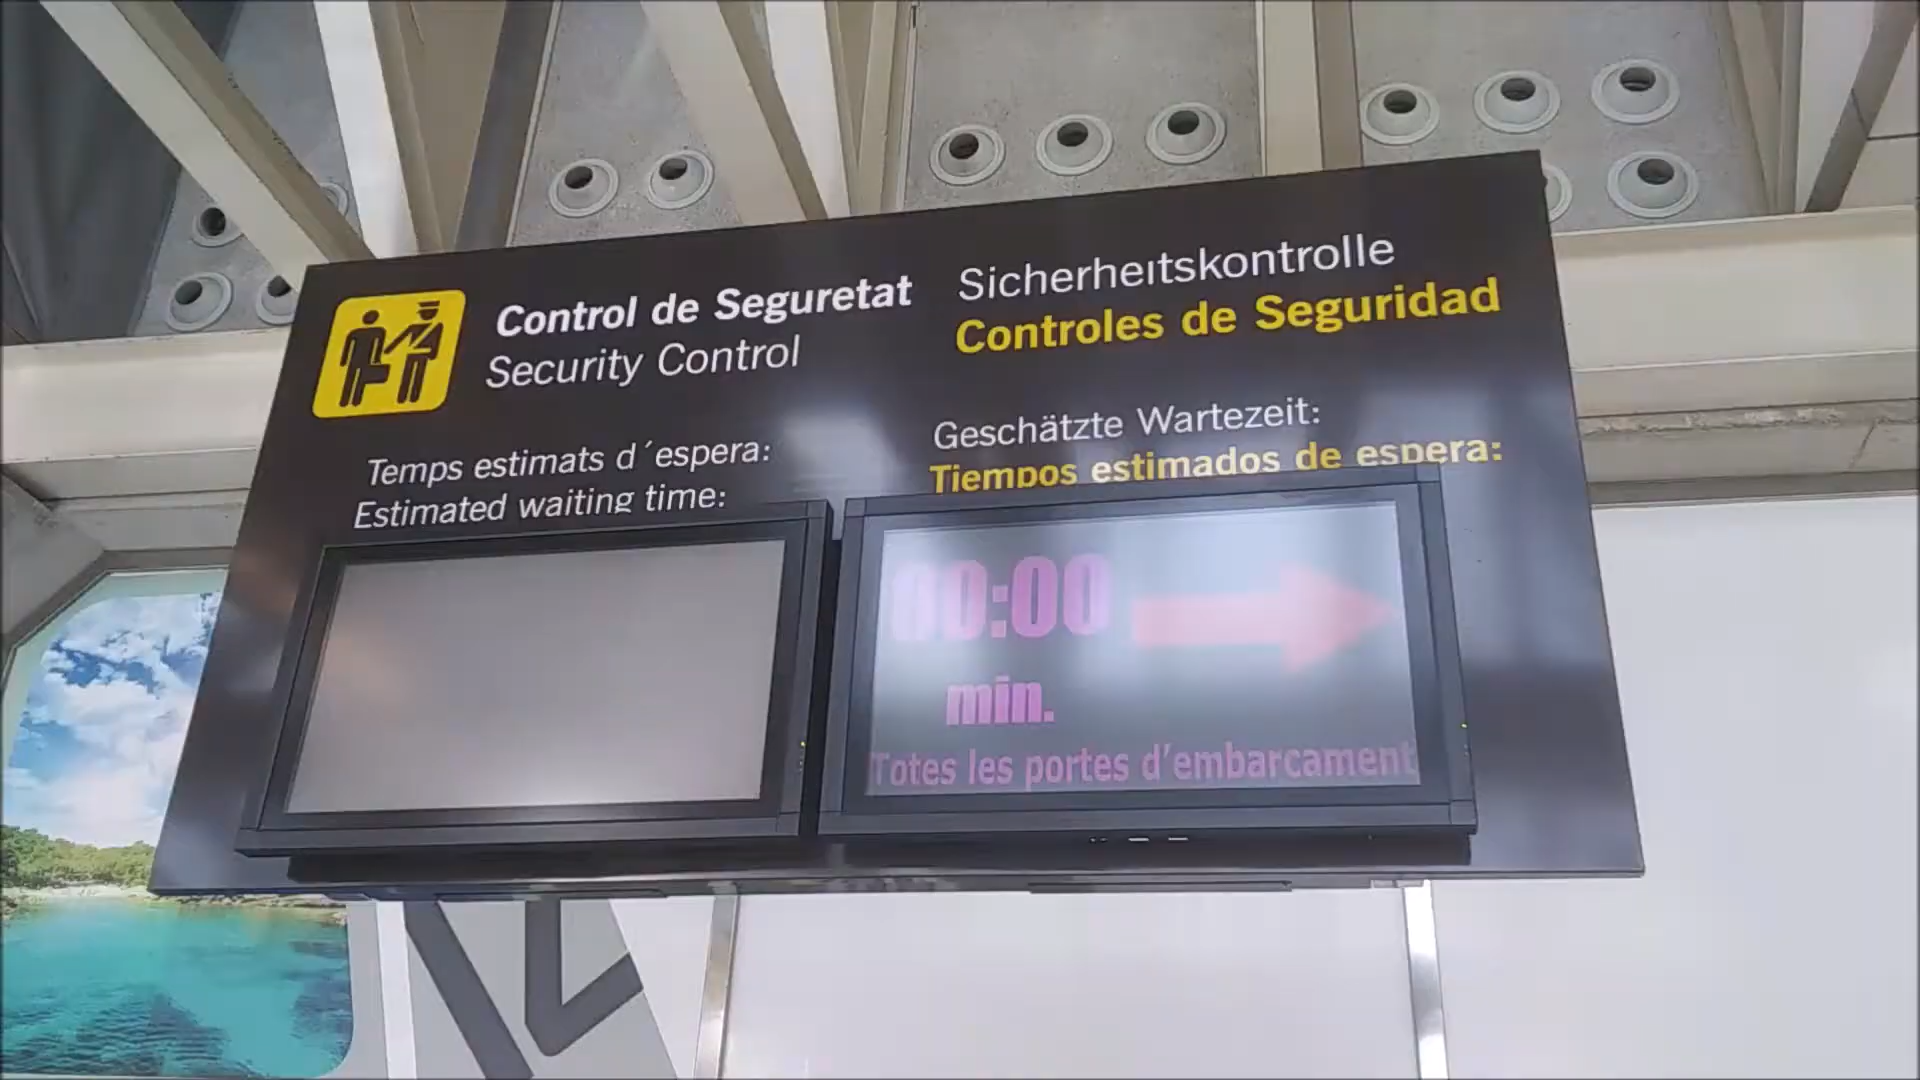 Control de Seguretat
Security Control
Sicherheitskontrolle
Controles de Seguridad
Temps estimats d´espera:
Estimated waiting time:
Geschätzte Wartezeit:
Tiempos estimados de espera:
00:00
min.
Totes les portes d'embarcament